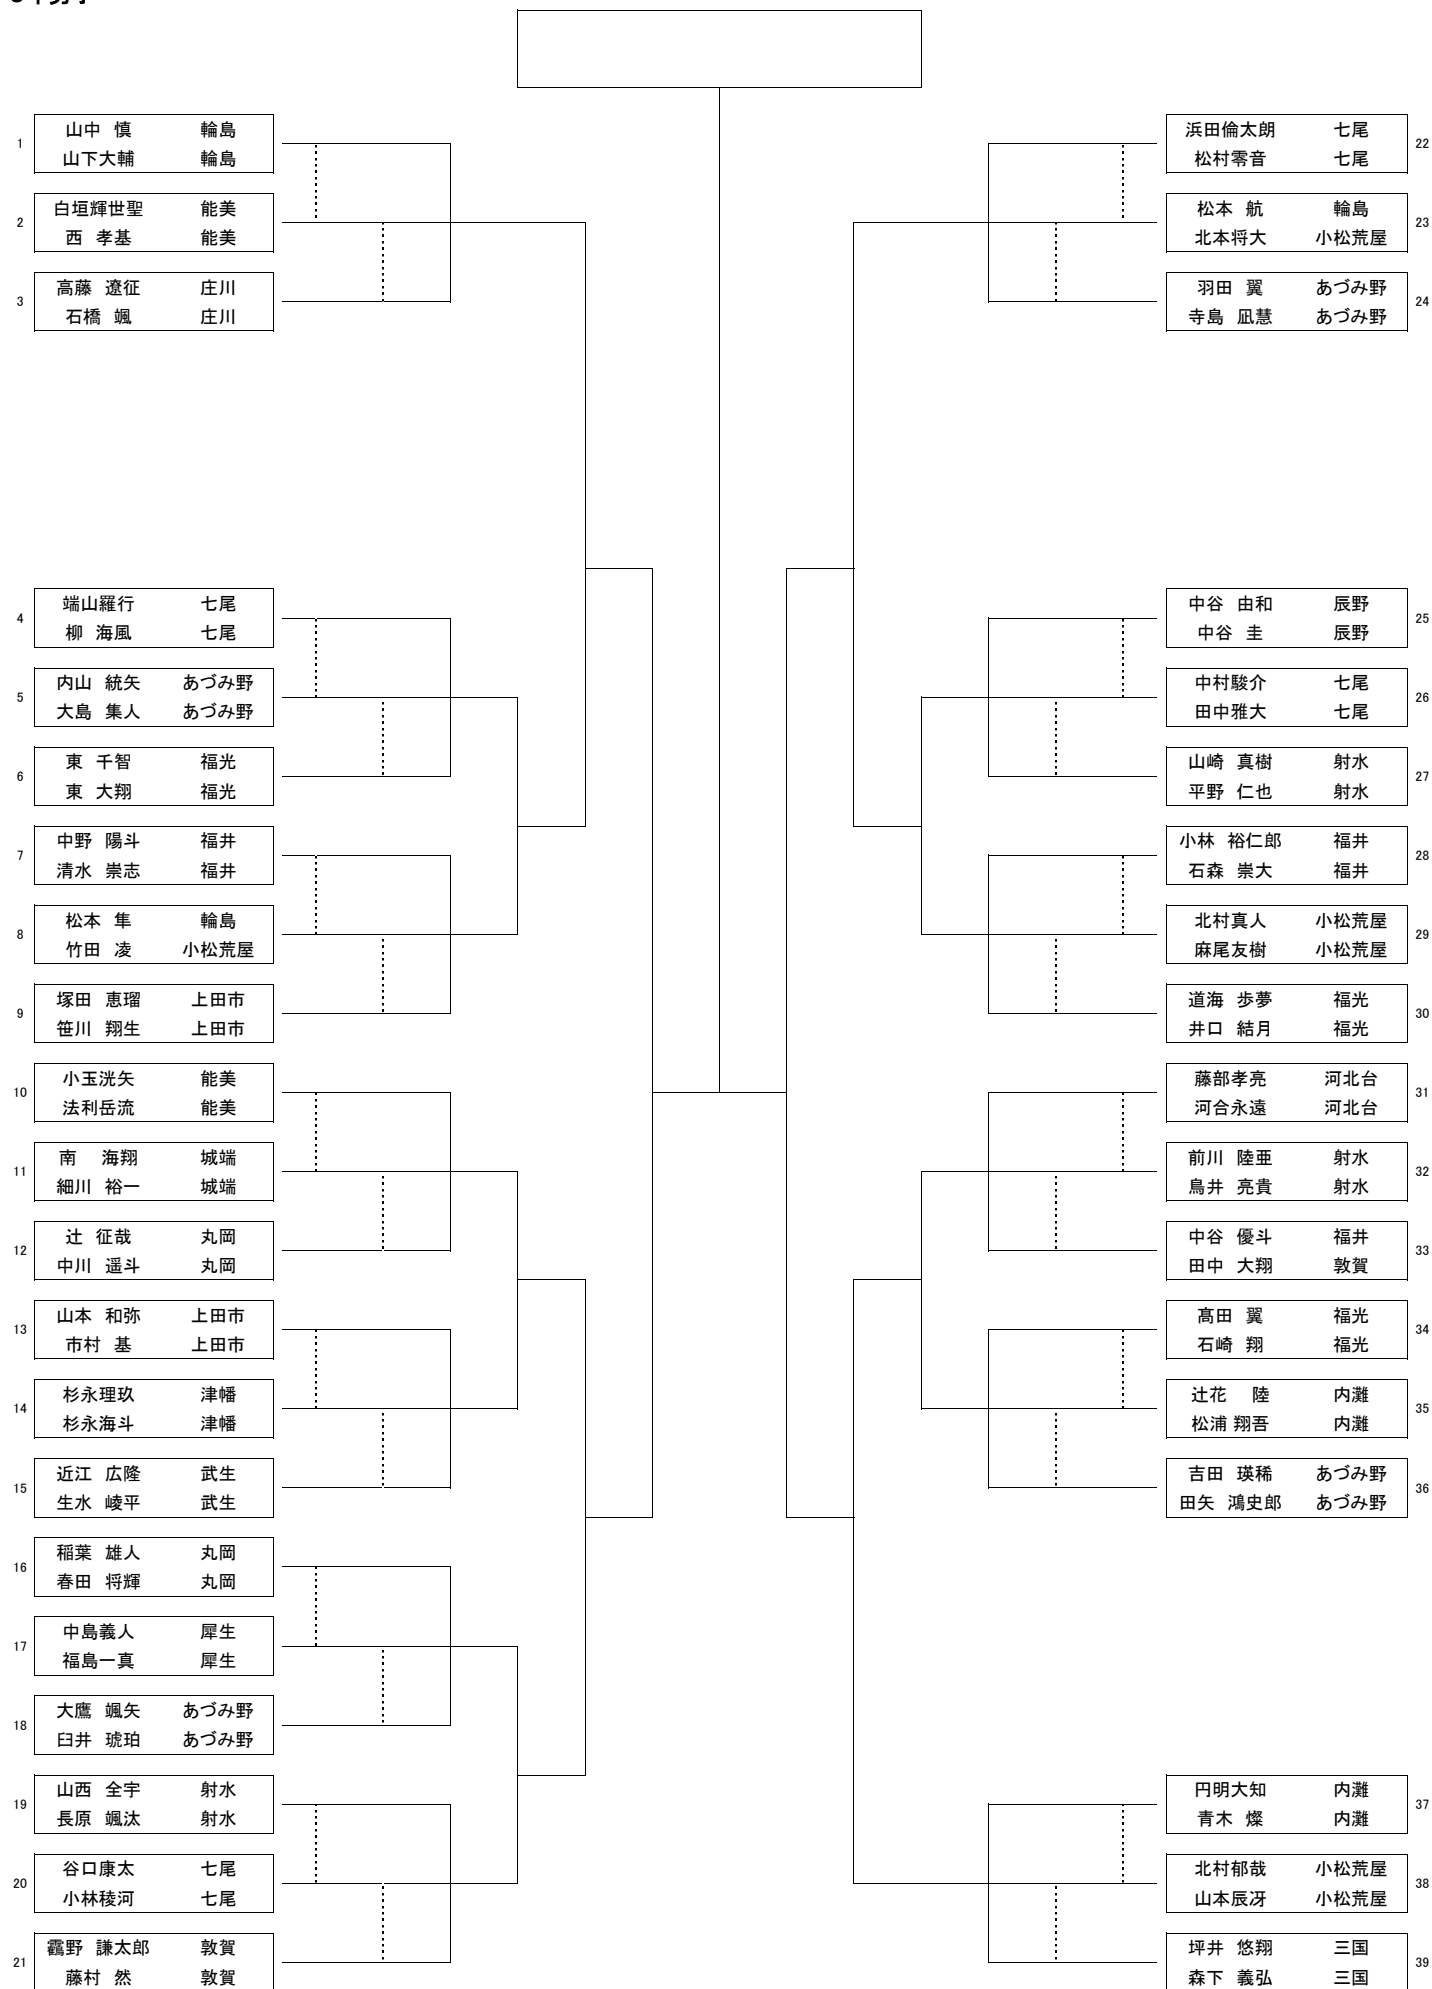 1 山中 慎 輪島
山下大輔 輪島
2 白垣輝世聖 能美
西 孝基 能美
3 高藤 遼征 庄川
石橋 颯 庄川
4 端山羅行 七尾
柳 海風 七尾
5 内山 統矢 あづみ野
大島 隼人 あづみ野
6 東 千智 福光
東 大翔 福光
7 中野 陽斗 福井
清水 崇志 福井
8 松本 隼 輪島
竹田 凌 小松荒屋
9 塚田 恵瑠 上田市
笹川 翔生 上田市
10 小玉洸矢 能美
法利岳流 能美
11 南 海翔 城端
細川 裕一 城端
12 辻 征哉 丸岡
中川 遥斗 丸岡
13 山本 和弥 上田市
市村 基 上田市
14 杉永理玖 津幡
杉永海斗 津幡
15 近江 広隆 武生
生水 崚平 武生
16 稲葉 雄人 丸岡
春田 将輝 丸岡
17 中島義人 犀生
福島一真 犀生
18 大鷹 颯矢 あづみ野
臼井 琥珀 あづみ野
19 山西 全宇 射水
長原 颯汰 射水
20 谷口康太 七尾
小林稜河 七尾
21 靏野 謙太郎 敦賀
藤村 然 敦賀
浜田倫太朗 七尾 22
松村零音 七尾
松本 航 輪島 23
北本将大 小松荒屋
羽田 翼 あづみ野 24
寺島 凪慧 あづみ野
中谷 由和 辰野 25
中谷 圭 辰野
中村駿介 七尾 26
田中雅大 七尾
山崎 真樹 射水 27
平野 仁也 射水
小林 裕仁郎 福井 28
石森 崇大 福井
北村真人 小松荒屋 29
麻尾友樹 小松荒屋
道海 歩夢 福光 30
井口 結月 福光
藤部孝亮 河北台 31
河合永遠 河北台
前川 陸亜 射水 32
鳥井 亮貴 射水
中谷 優斗 福井 33
田中 大翔 敦賀
髙田 翼 福光 34
石崎 翔 福光
辻花 陸 内灘 35
松浦 翔吾 内灘
吉田 瑛稀 あづみ野 36
田矢 鴻史郎 あづみ野
円明大知 内灘 37
青木 燦 内灘
北村郁哉 小松荒屋 38
山本辰冴 小松荒屋
坪井 悠翔 三国 39
森下 義弘 三国